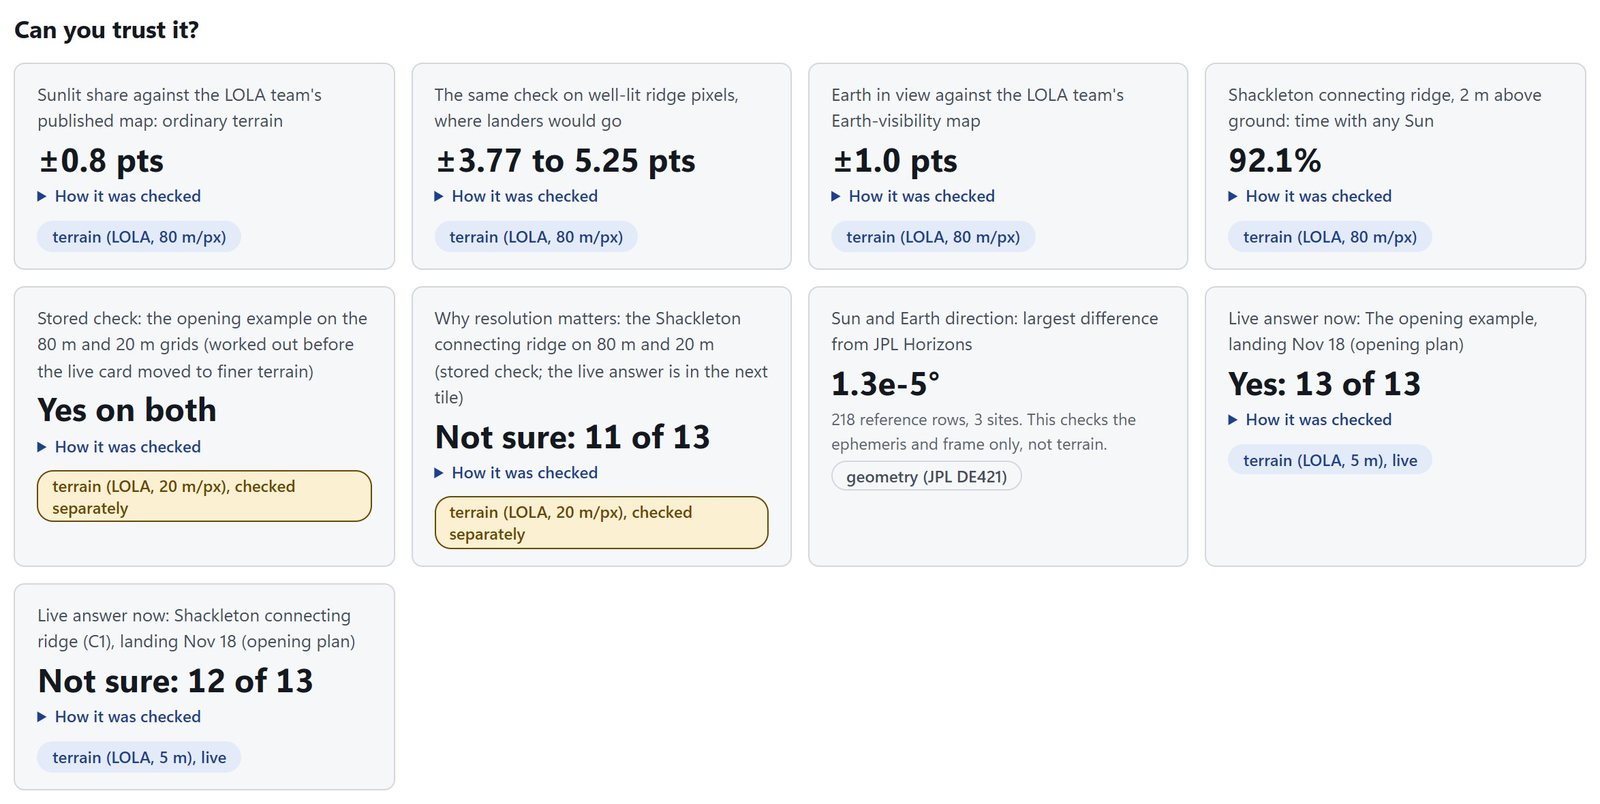 Can you trust it?
Sunlit share against the LOLA team's
published map: ordinary terrain
±0.8 pts
▶ How it was checked
terrain (LOLA, 80 m/px)
The same check on well-lit ridge pixels,
where landers would go
±3.77 to 5.25 pts
▶ How it was checked
terrain (LOLA, 80 m/px)
Earth in view against the LOLA team's
Earth-visibility map
±1.0 pts
▶ How it was checked
terrain (LOLA, 80 m/px)
Shackleton connecting ridge, 2 m above
ground: time with any Sun
92.1%
▶ How it was checked
terrain (LOLA, 80 m/px)
Stored check: the opening example on the
80 m and 20 m grids (worked out before
the live card moved to finer terrain)
Yes on both
▶ How it was checked
terrain (LOLA, 20 m/px), checked
separately
Why resolution matters: the Shackleton
connecting ridge on 80 m and 20 m
(stored check; the live answer is in the next
tile)
Not sure: 11 of 13
▶ How it was checked
terrain (LOLA, 20 m/px), checked
separately
Sun and Earth direction: largest difference
from JPL Horizons
1.3e-5°
218 reference rows, 3 sites. This checks the
ephemeris and frame only, not terrain.
geometry (JPL DE421)
Live answer now: The opening example,
landing Nov 18 (opening plan)
Yes: 13 of 13
▶ How it was checked
terrain (LOLA, 5 m), live
Live answer now: Shackleton connecting
ridge (C1), landing Nov 18 (opening plan)
Not sure: 12 of 13
▶ How it was checked
terrain (LOLA, 5 m), live